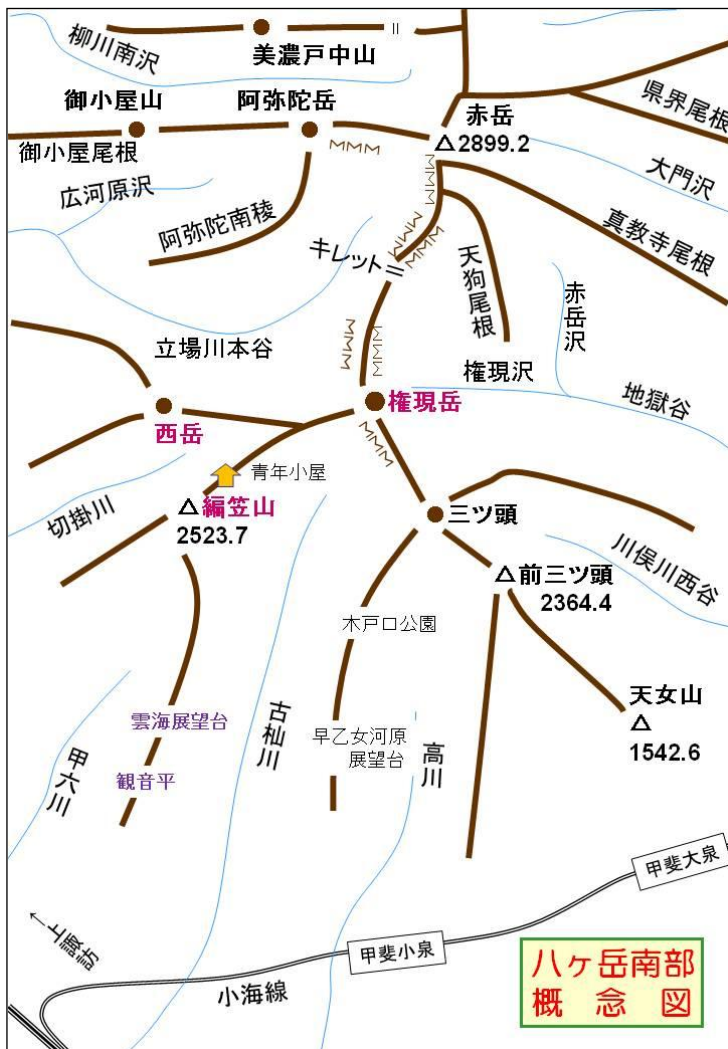 柳川南沢
美濃戸中山
=
御小屋山
阿弥陀岳
赤岳
△2899.2
県界尾根
御小屋尾根
大門沢
広河原沢
阿弥陀南稜
真教寺尾根
キレット=
天狗尾根
赤岳沢
立場川本谷
権現沢
地獄谷
権現岳
西岳
青年小屋
切掛川
△編笠山
2523.7
三ツ頭
川俣川西谷
△前三ツ頭
2364.4
木戸口公園
天女山
△
1542.6
雲海展望台
古杣川
早乙女河原
展望台
高川
甲六川
観音平
甲斐大泉
←上諏訪
甲斐小泉
小海線
八ヶ岳南部
概念図